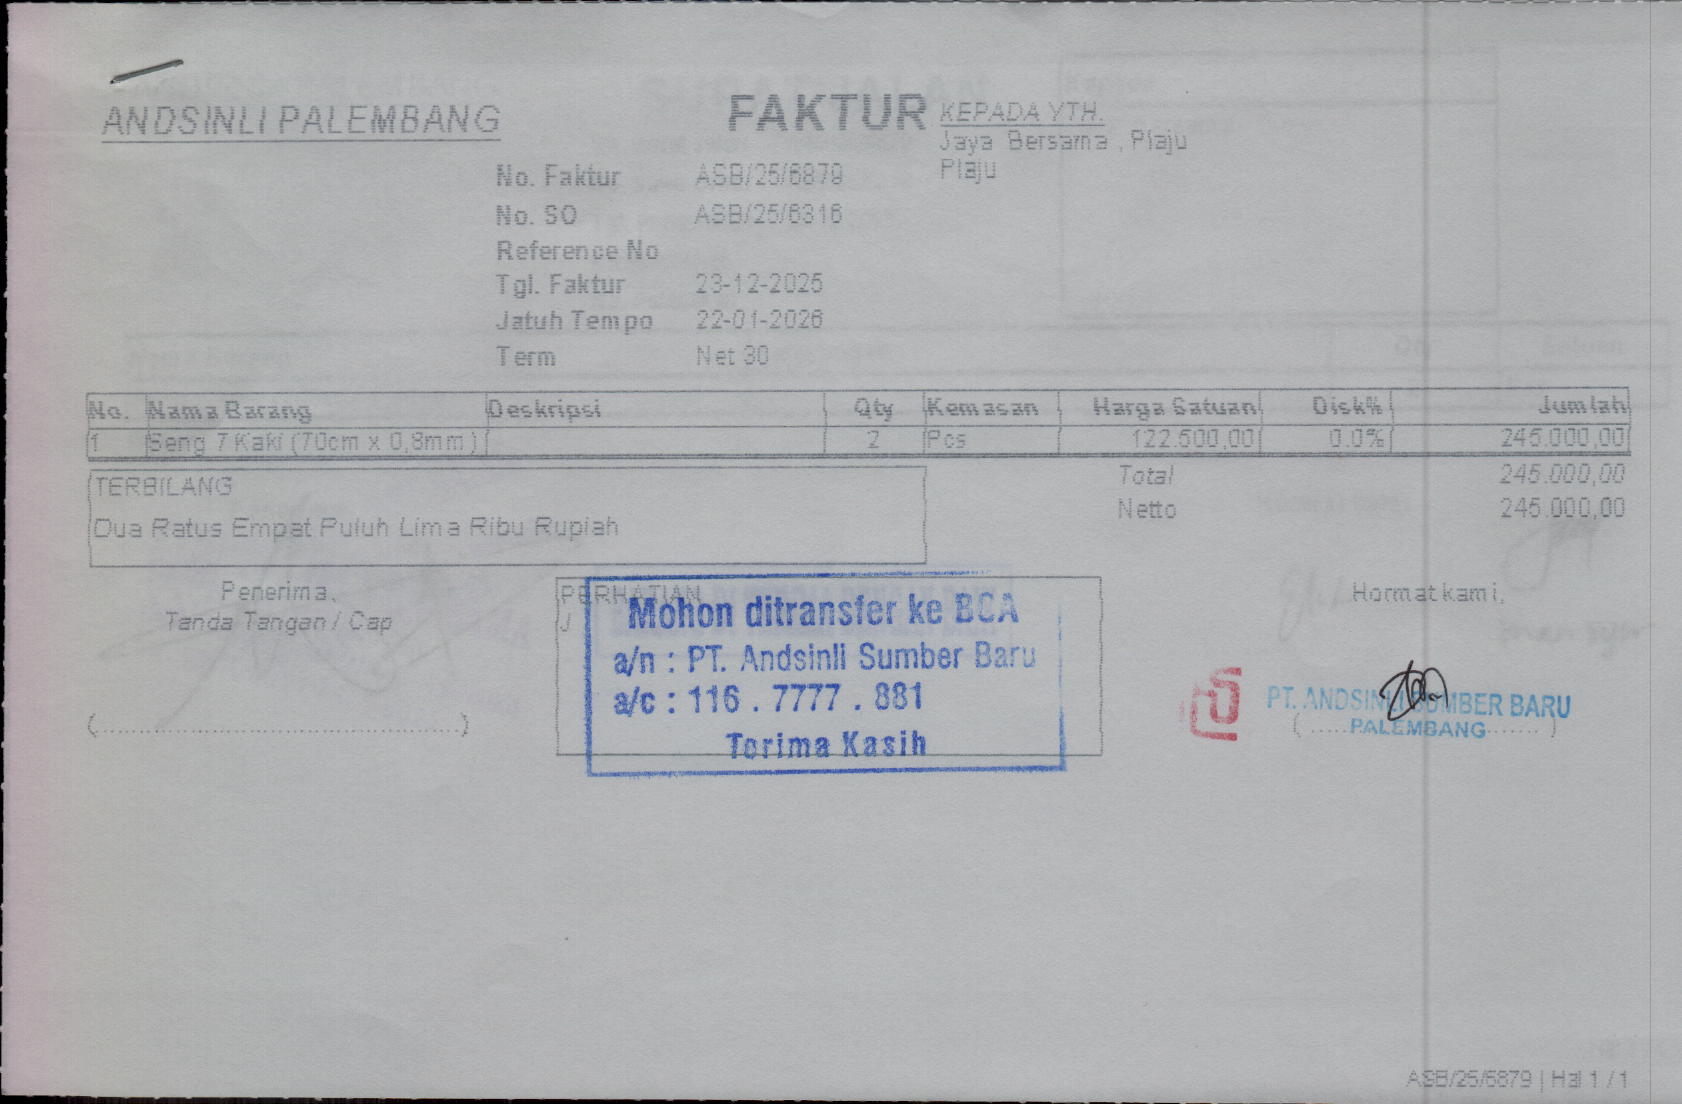 ANDSINLI PALEMBANG
FAKTUR
KEPADA YTH.
Jaya Bersama , Plaju
Plaju
No. Faktur ASB/25/6879
No. SO ASB/25/6316
Reference No
Tgl. Faktur 23-12-2025
Jatuh Tempo 22-01-2026
Term Net 30
No. Nama Barang Deskripsi Qty Kemasan Harga Satuan Disk% Jumlah
1 Seng 7 Kaki (70cm x 0,8mm) 2 Pcs 122.500,00 0.0% 245.000,00
TERBILANG
Dua Ratus Empat Puluh Lima Ribu Rupiah
Total 245.000,00
Netto 245.000,00
Penerima,
Tanda Tangan / Cap
(...........................................)
PERHATIAN
J
Mohon ditransfer ke BCA
a/n : PT. Andsinli Sumber Baru
a/c : 116 . 7777 . 881
Terima Kasih
Hormat kami,
PT. ANDSINLI SUMBER BARU
PALEMBANG
ASB/25/6879 | Hal 1 / 1